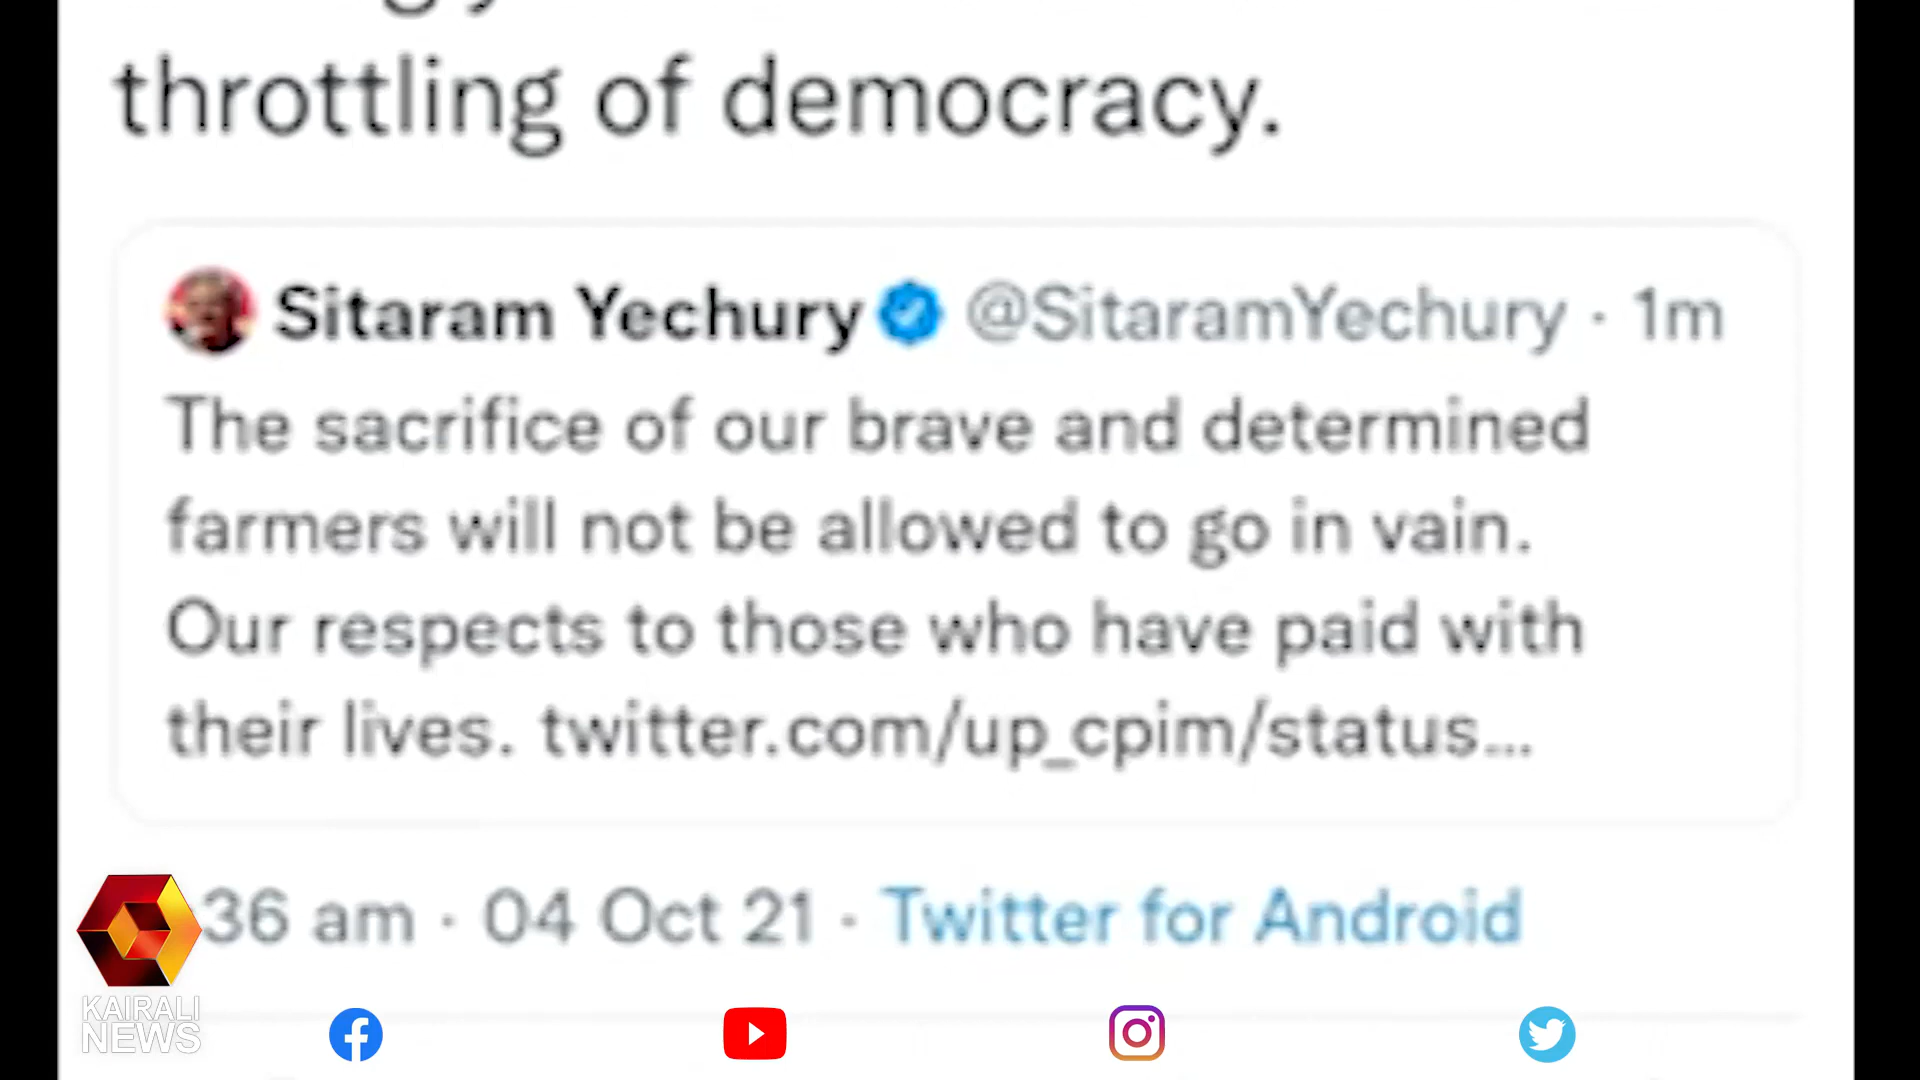 throttling of democracy.
Sitaram Yechury @SitaramYechury · 1m
The sacrifice of our brave and determined
farmers will not be allowed to go in vain.
Our respects to those who have paid with
their lives. twitter.com/up_cpim/status...
36 am · 04 Oct 21 · Twitter for Android
KAIRALI
NEWS